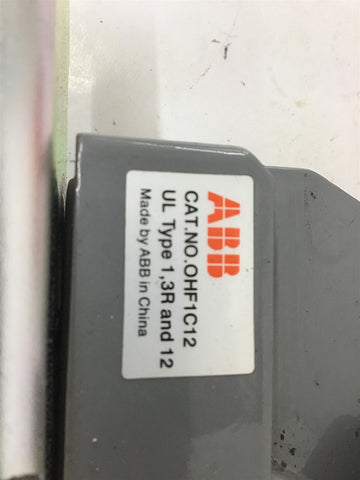 ABB
CAT.NO.OHF1C12
UL Type 1,3R and 12
Made by ABB in China